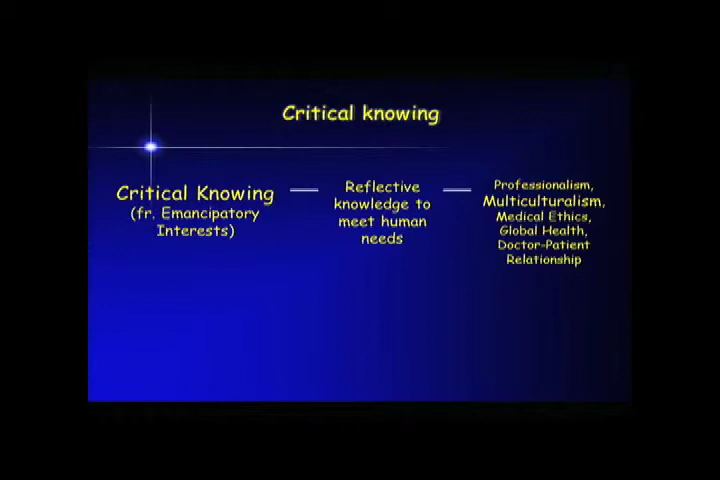 Critical knowing
Critical Knowing
(fr. Emancipatory
Interests)
Reflective
knowledge to
meet human
needs
Professionalism,
Multiculturalism,
Medical Ethics,
Global Health,
Doctor-Patient
Relationship